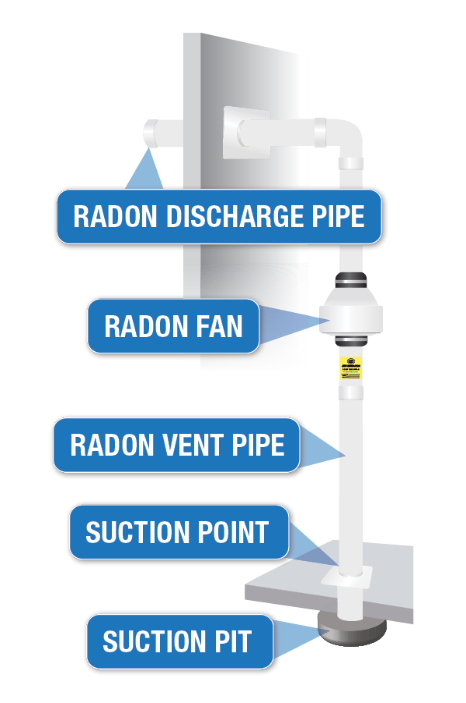 RADON DISCHARGE PIPE
RADON FAN
RADON VENT PIPE
SUCTION POINT
SUCTION PIT